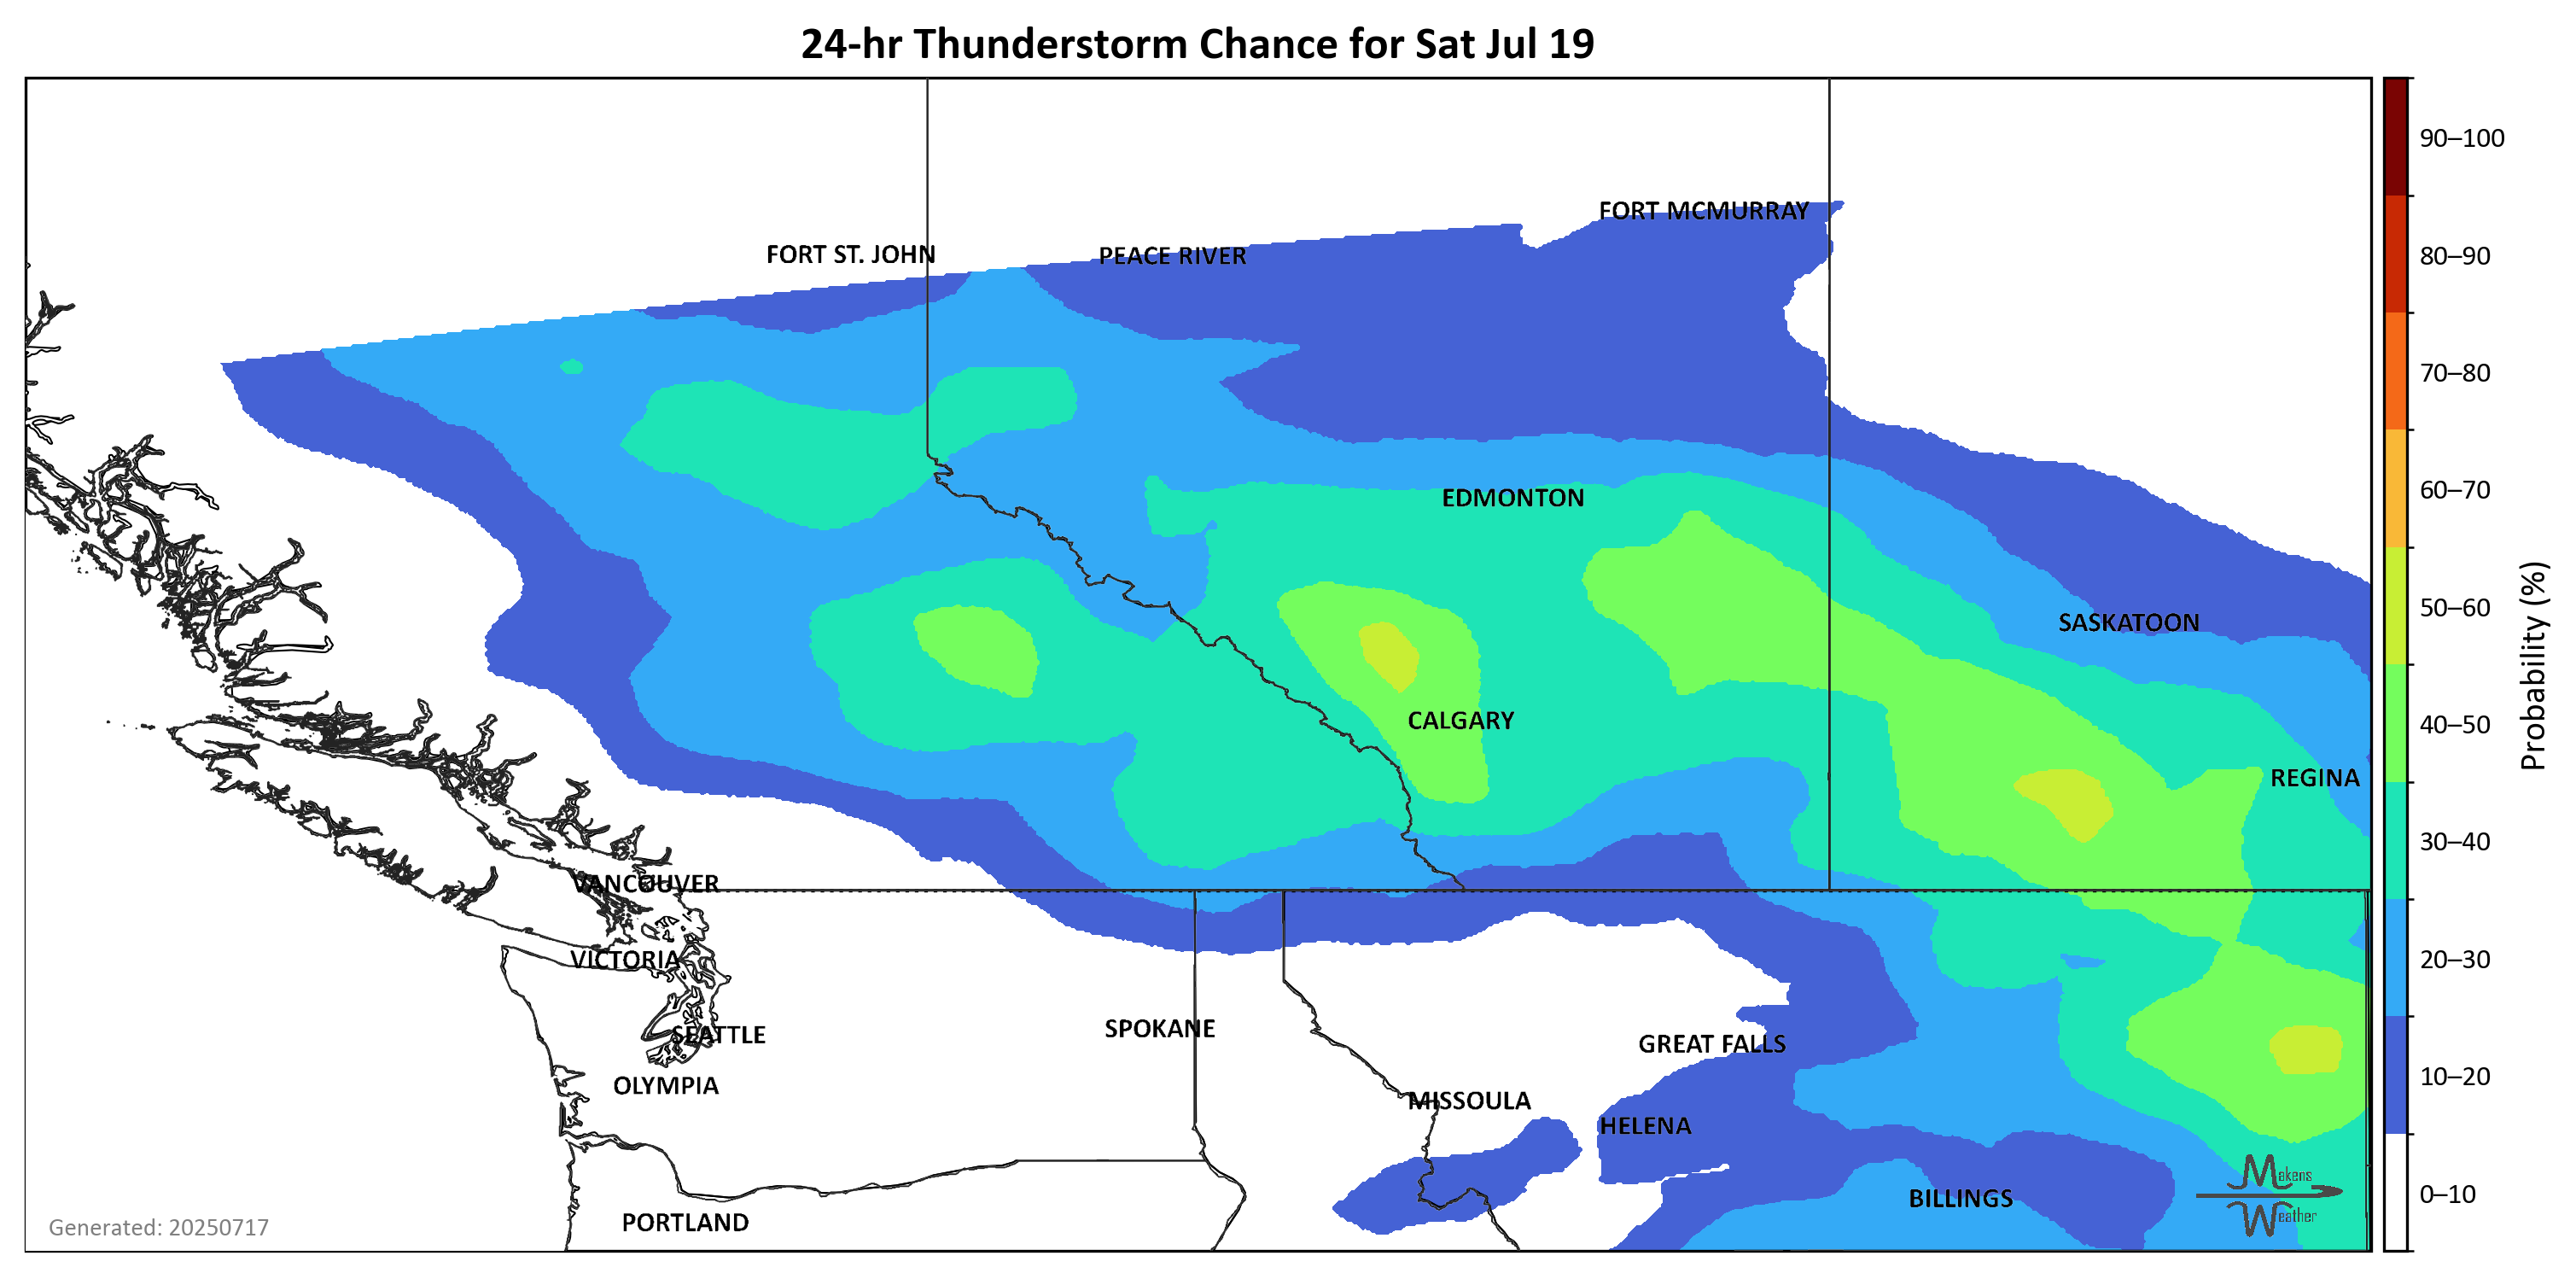 24-hr Thunderstorm Chance for Sat Jul 19
90–100
FORT MCMURRAY
FORT ST. JOHN
PEACE RIVER
80–90
70–80
60–70
EDMONTON
50–60
SASKATOON
Probability (%)
CALGARY
40–50
REGINA
30–40
VANCOUVER
VICTORIA
20–30
SEATTLE
SPOKANE
GREAT FALLS
OLYMPIA
10–20
MISSOULA
HELENA
Makens
Weather
0–10
BILLINGS
PORTLAND
Generated: 20250717